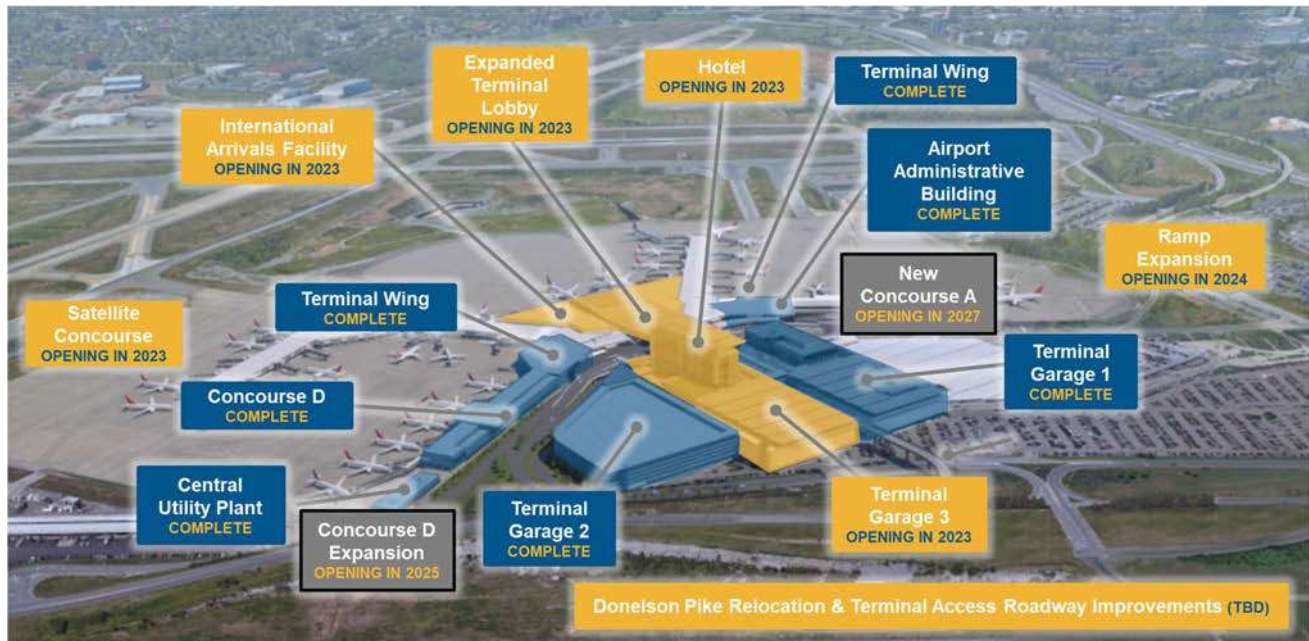 Expanded
Terminal
Lobby
OPENING IN 2023
Hotel
OPENING IN 2023
Terminal Wing
COMPLETE
International
Arrivals Facility
OPENING IN 2023
Airport
Administrative
Building
COMPLETE
Ramp
Expansion
OPENING IN 2024
New
Concourse A
OPENING IN 2027
Terminal Wing
COMPLETE
Satellite
Concourse
OPENING IN 2023
Terminal
Garage 1
COMPLETE
Concourse D
COMPLETE
Central
Utility Plant
COMPLETE
Concourse D
Expansion
OPENING IN 2025
Terminal
Garage 2
COMPLETE
Terminal
Garage 3
OPENING IN 2023
Donelson Pike Relocation & Terminal Access Roadway Improvements (TBD)